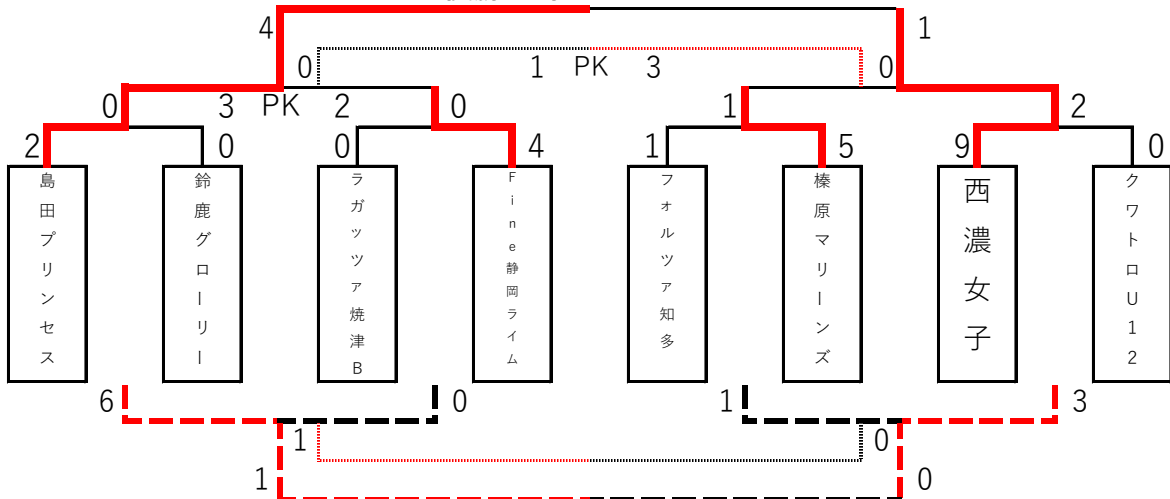 4 1
0 1 PK 3 0
0 3 PK 2 0 1 2
2 0 0 4 1 5 9 0
島田プリンセス
鈴鹿グローリー
ラガッツァ焼津B
Fine静岡ライム
フォルツァ知多
榛原マリーンズ
西濃女子
クワトロU12
6 0 1 3
1 0
1 0